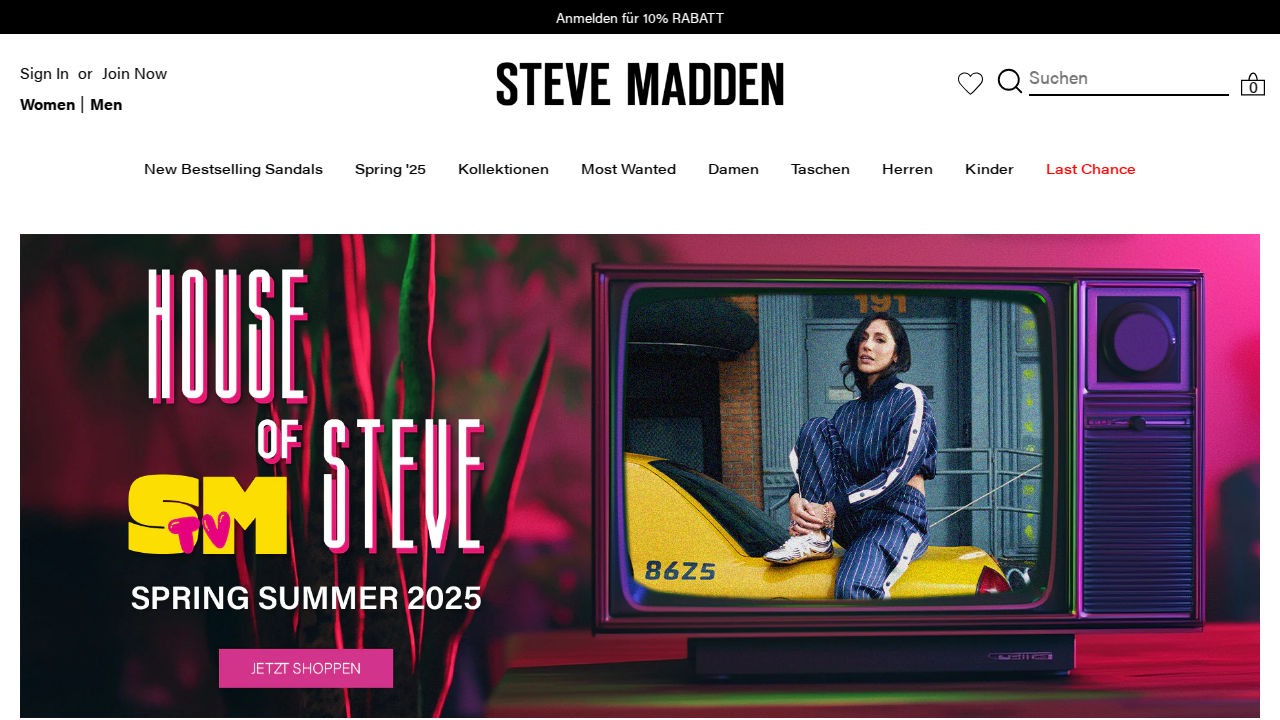 Anmelden für 10% RABATT
Sign In or Join Now
STEVE MADDEN
Suchen
0
Women | Men
New Bestselling Sandals Spring '25 Kollektionen Most Wanted Damen Taschen Herren Kinder Last Chance
HOUSE
OF STEVE
SM
TV
SPRING SUMMER 2025
JETZT SHOPPEN
191
8625